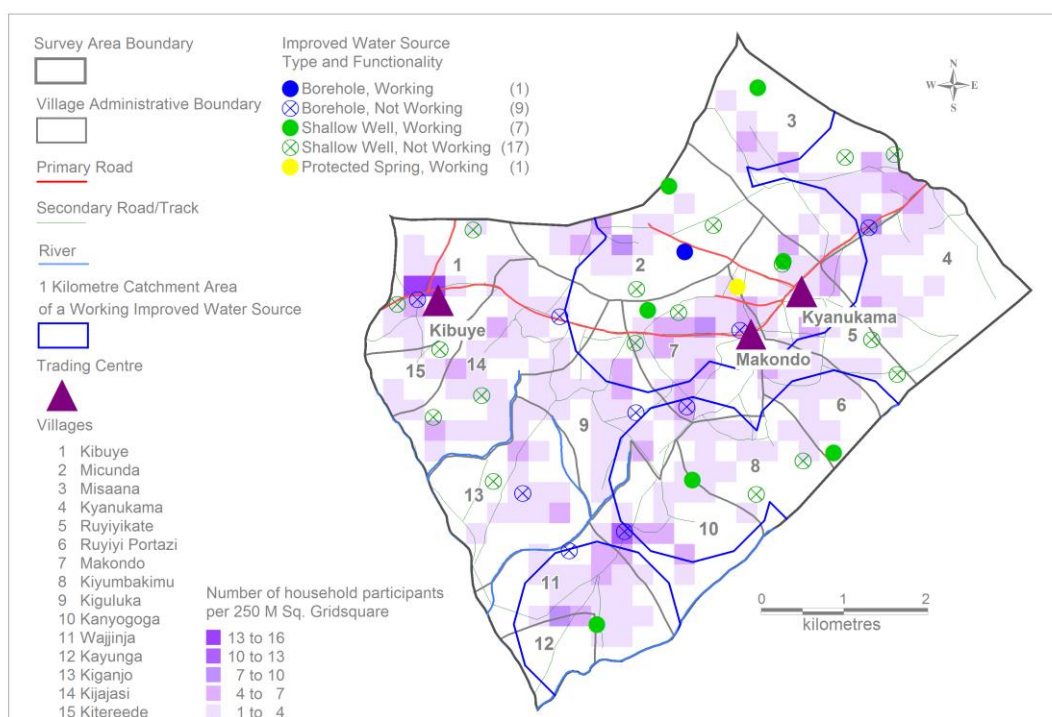 Survey Area Boundary
Village Administrative Boundary
Primary Road
Secondary Road/Track
River
1 Kilometre Catchment Area
of a Working Improved Water Source
Trading Centre
Villages
1 Kibuye
2 Micunda
3 Misaana
4 Kyanukama
5 Ruyiyikate
6 Ruyiyi Portazi
7 Makondo
8 Kiyumbakimu
9 Kiguluka
10 Kanyogoga
11 Wajjinja
12 Kayunga
13 Kiganjo
14 Kijajasi
15 Kitereede
Improved Water Source
Type and Functionality
Borehole, Working (1)
Borehole, Not Working (9)
Shallow Well, Working (7)
Shallow Well, Not Working (17)
Protected Spring, Working (1)
Number of household participants
per 250 M Sq. Gridsquare
13 to 16
10 to 13
7 to 10
4 to 7
1 to 4
N
W E
S
3
4
2
1
Kibuye
Kyanukama
5
Makondo
7
15
14
6
9
8
13
10
11
12
0 1 2
kilometres